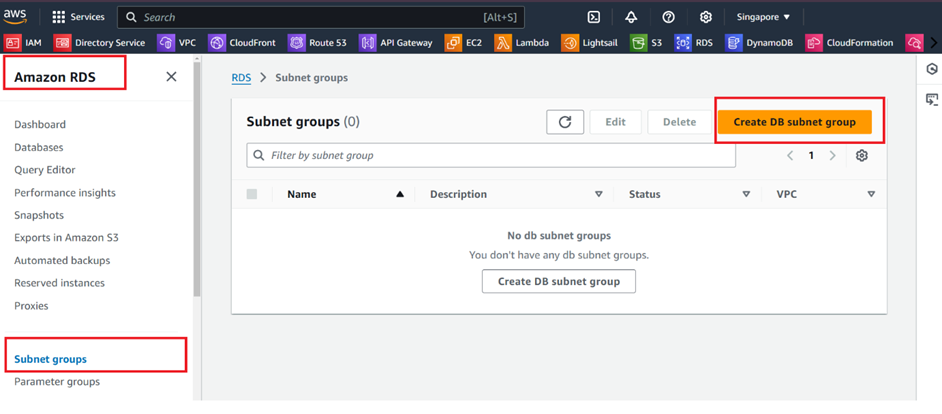 aws Services Search [Alt+S] Singapore
IAM Directory Service VPC CloudFront Route 53 API Gateway EC2 Lambda Lightsail S3 RDS DynamoDB CloudFormation
Amazon RDS
Dashboard
Databases
Query Editor
Performance insights
Snapshots
Exports in Amazon S3
Automated backups
Reserved instances
Proxies
Subnet groups
Parameter groups
RDS > Subnet groups
Subnet groups (0)
Edit Delete Create DB subnet group
Filter by subnet group 1
Name Description Status VPC
No db subnet groups
You don't have any db subnet groups.
Create DB subnet group